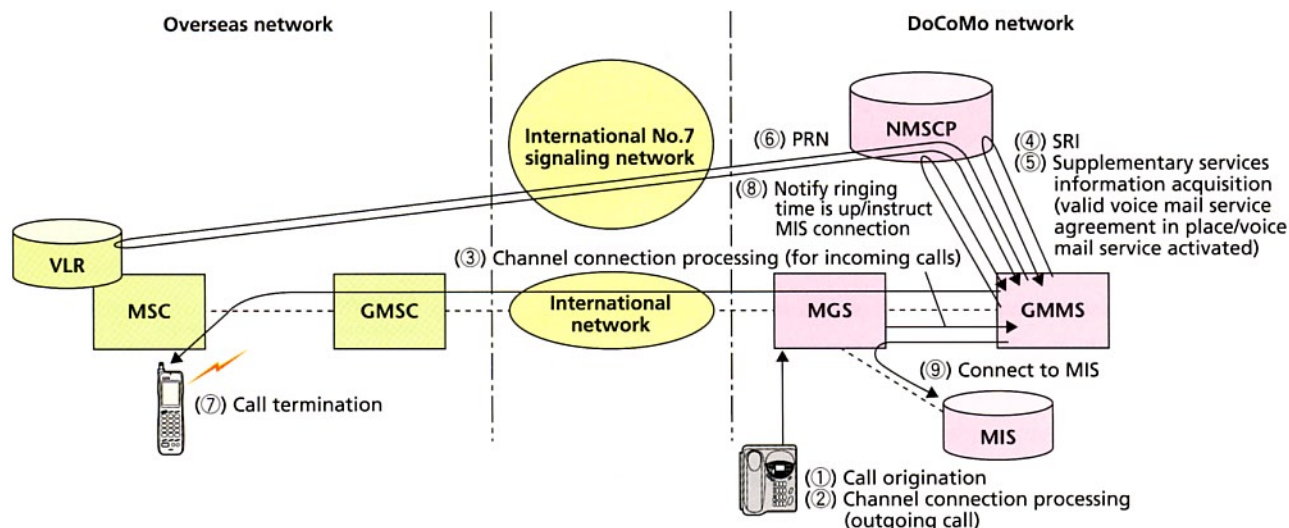 Overseas network
DoCoMo network
International No.7
signaling network
NMSCP
(⑥) PRN
(④) SRI
(⑤) Supplementary services
information acquisition
(valid voice mail service
agreement in place/voice
mail service activated)
(⑧) Notify ringing
time is up/instruct
MIS connection
VLR
(③) Channel connection processing (for incoming calls)
MSC
GMSC
International
network
MGS
GMMS
(⑦) Call termination
(⑨) Connect to MIS
MIS
(①) Call origination
(②) Channel connection processing
(outgoing call)